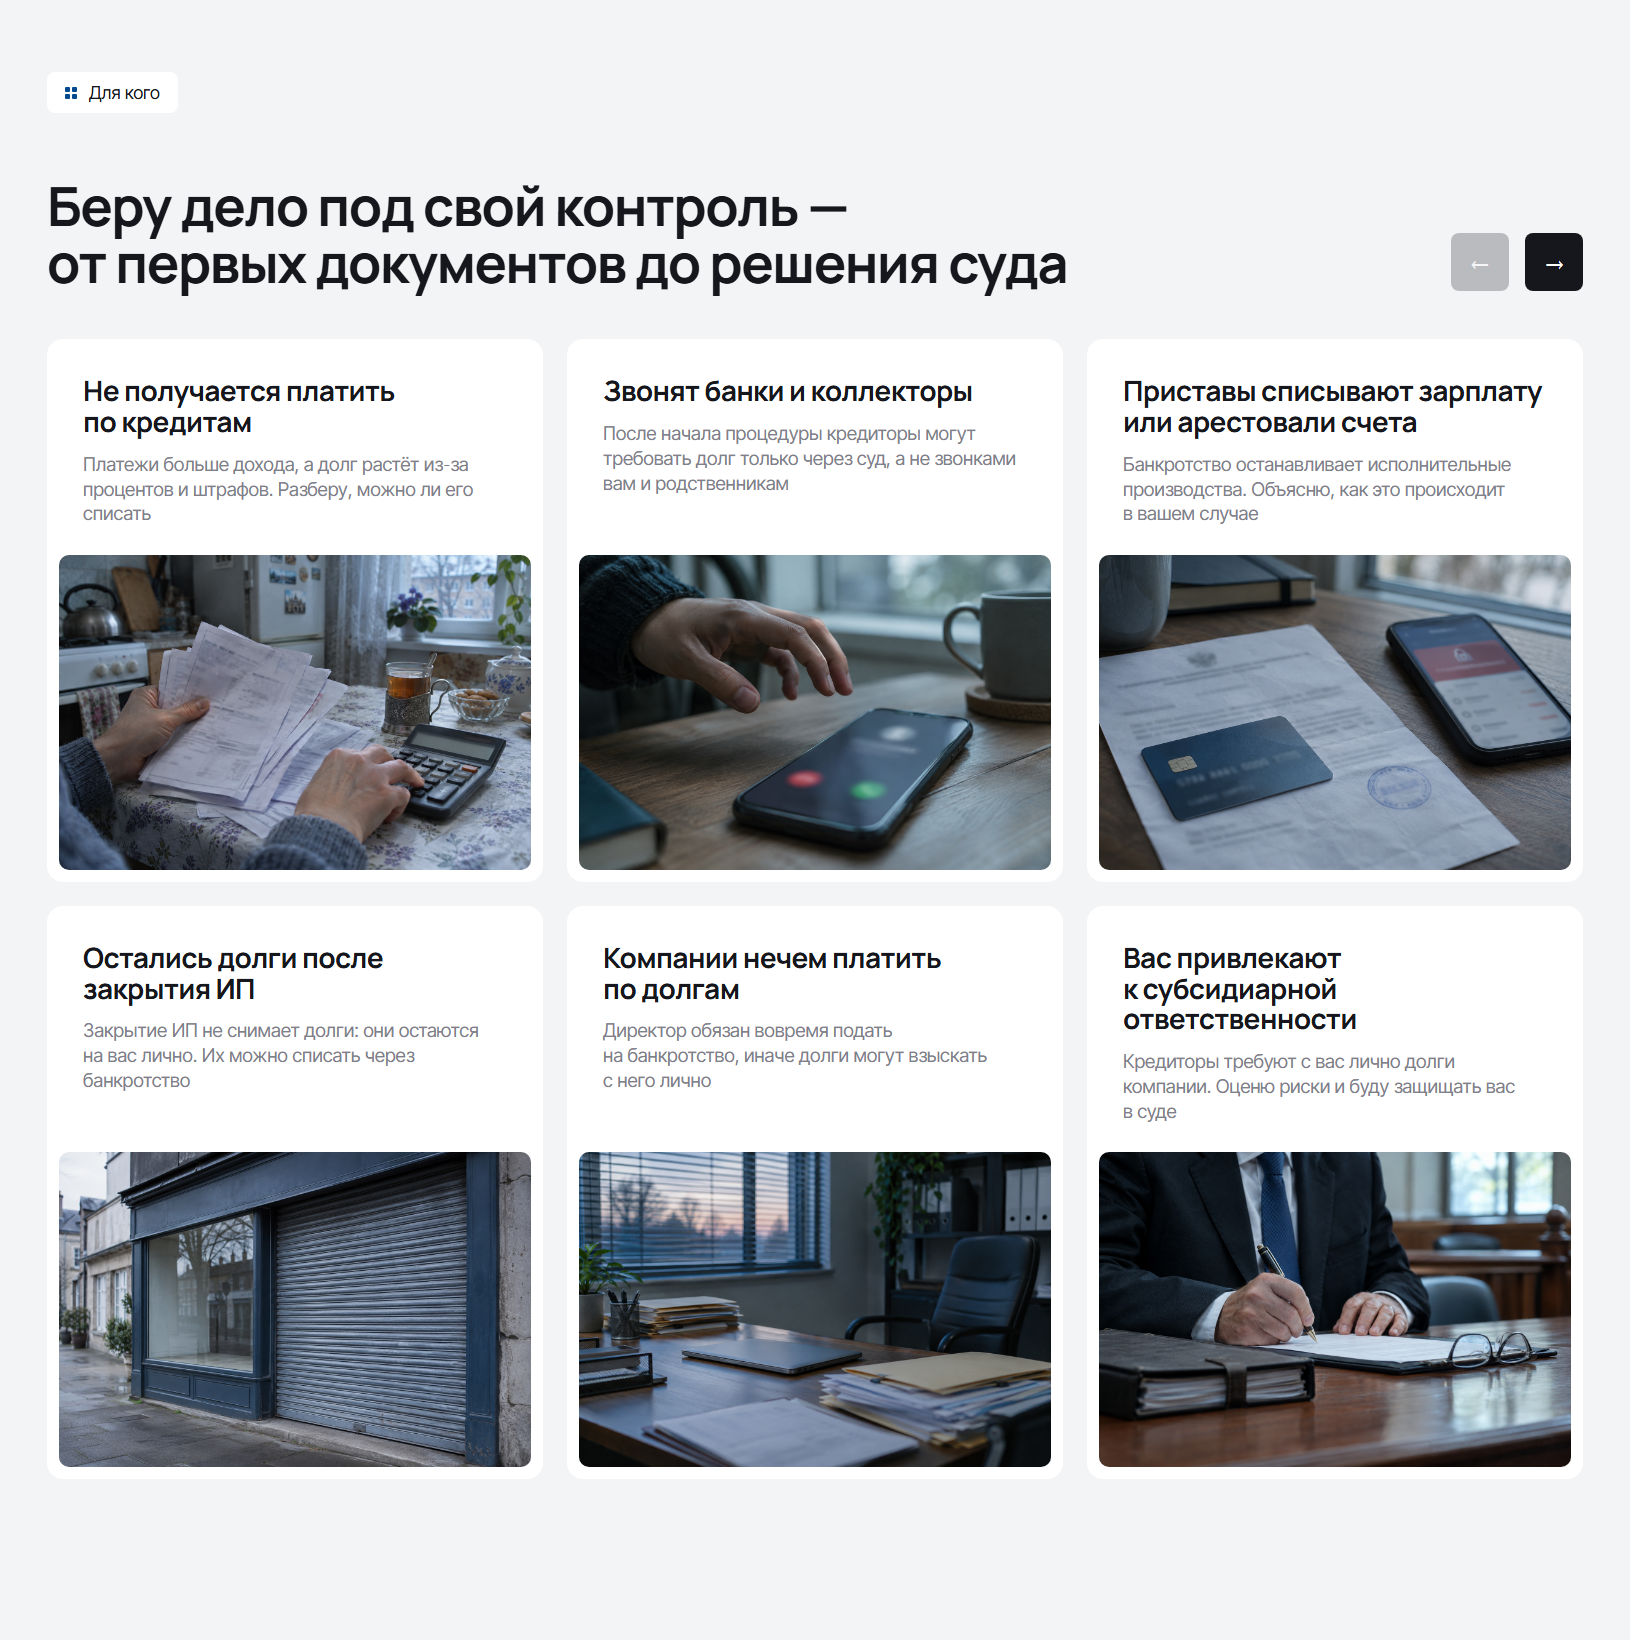 Для кого
Беру дело под свой контроль —
от первых документов до решения суда
← →
Не получается платить
по кредитам
Платежи больше дохода, а долг растёт из-за
процентов и штрафов. Разберу, можно ли его
списать
Звонят банки и коллекторы
После начала процедуры кредиторы могут
требовать долг только через суд, а не звонками
вам и родственникам
Приставы списывают зарплату
или арестовали счета
Банкротство останавливает исполнительные
производства. Объясню, как это происходит
в вашем случае
Остались долги после
закрытия ИП
Закрытие ИП не снимает долги: они остаются
на вас лично. Их можно списать через
банкротство
Компании нечем платить
по долгам
Директор обязан вовремя подать
на банкротство, иначе долги могут взыскать
с него лично
Вас привлекают
к субсидиарной
ответственности
Кредиторы требуют с вас лично долги
компании. Оценю риски и буду защищать вас
в суде